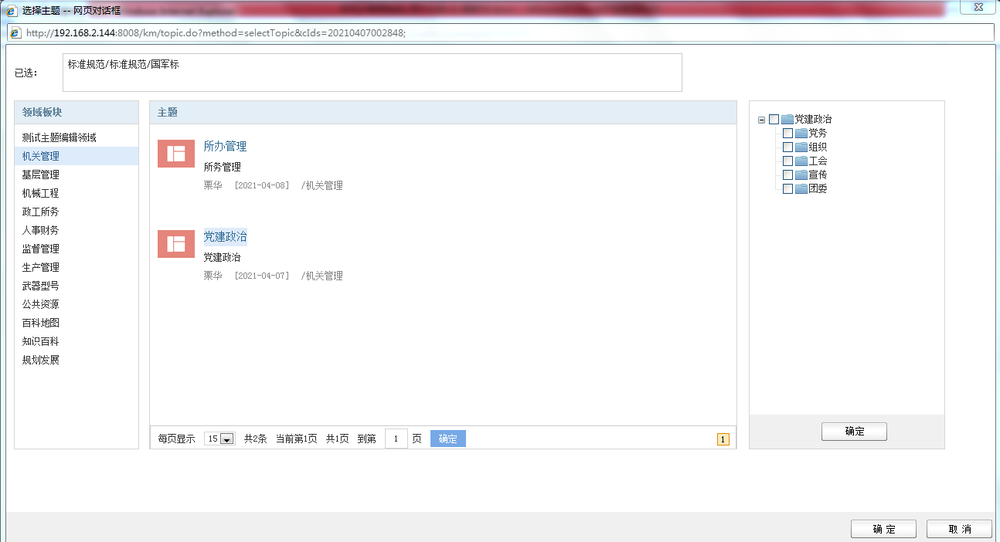 选择主题 -- 网页对话框
http://192.168.2.144:8008/km/topic.do?method=selectTopic&cIds=20210407002848;
已选：
标准规范/标准规范/国军标
领域板块
测试主题编辑领域
机关管理
基层管理
机械工程
政工所务
人事财务
监督管理
生产管理
武器型号
公共资源
百科地图
知识百科
规划发展
主题
所办管理
所务管理
栗华 [2021-04-08] /机关管理
党建政治
党建政治
栗华 [2021-04-07] /机关管理
每页显示 15 共2条 当前第1页 共1页 到第 1 页 确定 1
党建政治
党务
组织
工会
宣传
团委
确定
确 定 取 消